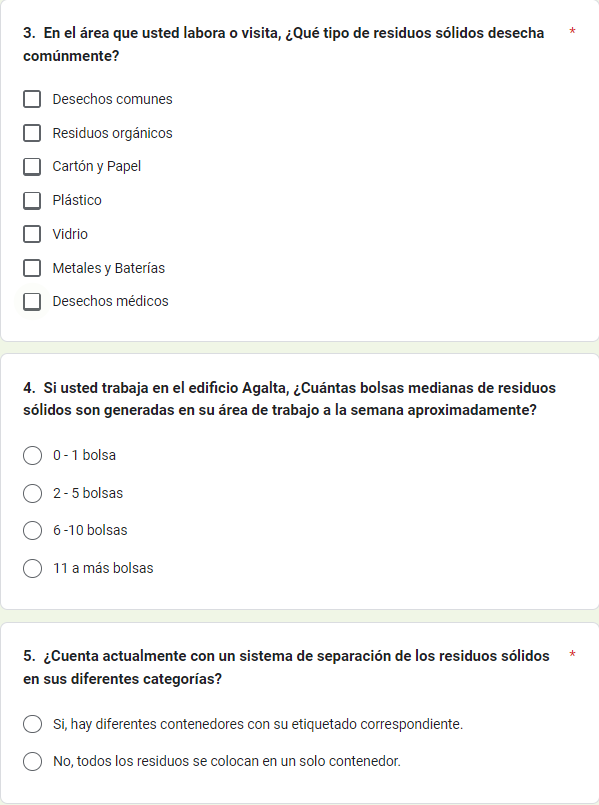 3. En el área que usted labora o visita, ¿Qué tipo de residuos sólidos desecha *
comúnmente?
Desechos comunes
Residuos orgánicos
Cartón y Papel
Plástico
Vidrio
Metales y Baterías
Desechos médicos
4. Si usted trabaja en el edificio Agalta, ¿Cuántas bolsas medianas de residuos
sólidos son generadas en su área de trabajo a la semana aproximadamente?
0 - 1 bolsa
2 - 5 bolsas
6 -10 bolsas
11 a más bolsas
5. ¿Cuenta actualmente con un sistema de separación de los residuos sólidos *
en sus diferentes categorías?
Si, hay diferentes contenedores con su etiquetado correspondiente.
No, todos los residuos se colocan en un solo contenedor.